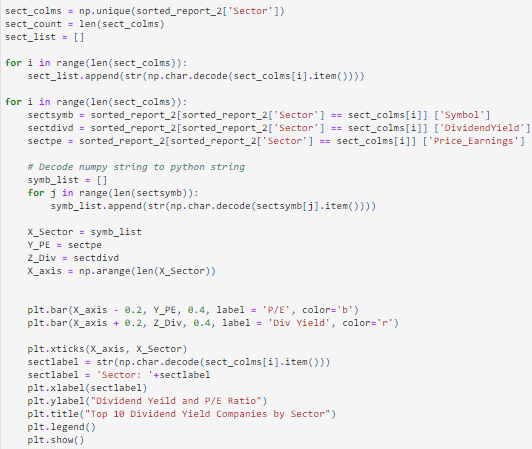 sect_colms = np.unique(sorted_report_2['Sector'])
sect_count = len(sect_colms)
sect_list = []
for i in range(len(sect_colms)):
    sect_list.append(str(np.char.decode(sect_colms[i].item())))
for i in range(len(sect_colms)):
    sectsymb = sorted_report_2[sorted_report_2['Sector'] == sect_colms[i]] ['Symbol']
    sectdivd = sorted_report_2[sorted_report_2['Sector'] == sect_colms[i]] ['DividendYield']
    sectpe = sorted_report_2[sorted_report_2['Sector'] == sect_colms[i]] ['Price_Earnings']
    # Decode numpy string to python string
    symb_list = []
    for j in range(len(sectsymb)):
        symb_list.append(str(np.char.decode(sectsymb[j].item())))
    X_Sector = symb_list
    Y_PE = sectpe
    Z_Div = sectdivd
    X_axis = np.arange(len(X_Sector))
    plt.bar(X_axis - 0.2, Y_PE, 0.4, label = 'P/E', color='b')
    plt.bar(X_axis + 0.2, Z_Div, 0.4, label = 'Div Yield', color='r')
    plt.xticks(X_axis, X_Sector)
    sectlabel = str(np.char.decode(sect_colms[i].item()))
    sectlabel = 'Sector: '+sectlabel
    plt.xlabel(sectlabel)
    plt.ylabel("Dividend Yeild and P/E Ratio")
    plt.title("Top 10 Dividend Yield Companies by Sector")
    plt.legend()
    plt.show()